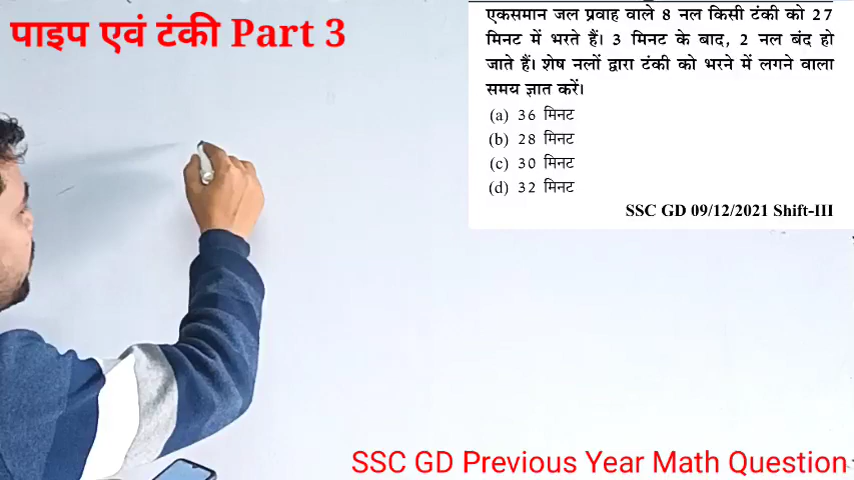 पाइप एवं टंकी Part 3
एकसमान जल प्रवाह वाले 8 नल किसी टंकी को 27
मिनट में भरते हैं। 3 मिनट के बाद, 2 नल बंद हो
जाते हैं। शेष नलों द्वारा टंकी को भरने में लगने वाला
समय ज्ञात करें।
(a) 36 मिनट
(b) 28 मिनट
(c) 30 मिनट
(d) 32 मिनट
SSC GD 09/12/2021 Shift-III
SSC GD Previous Year Math Question